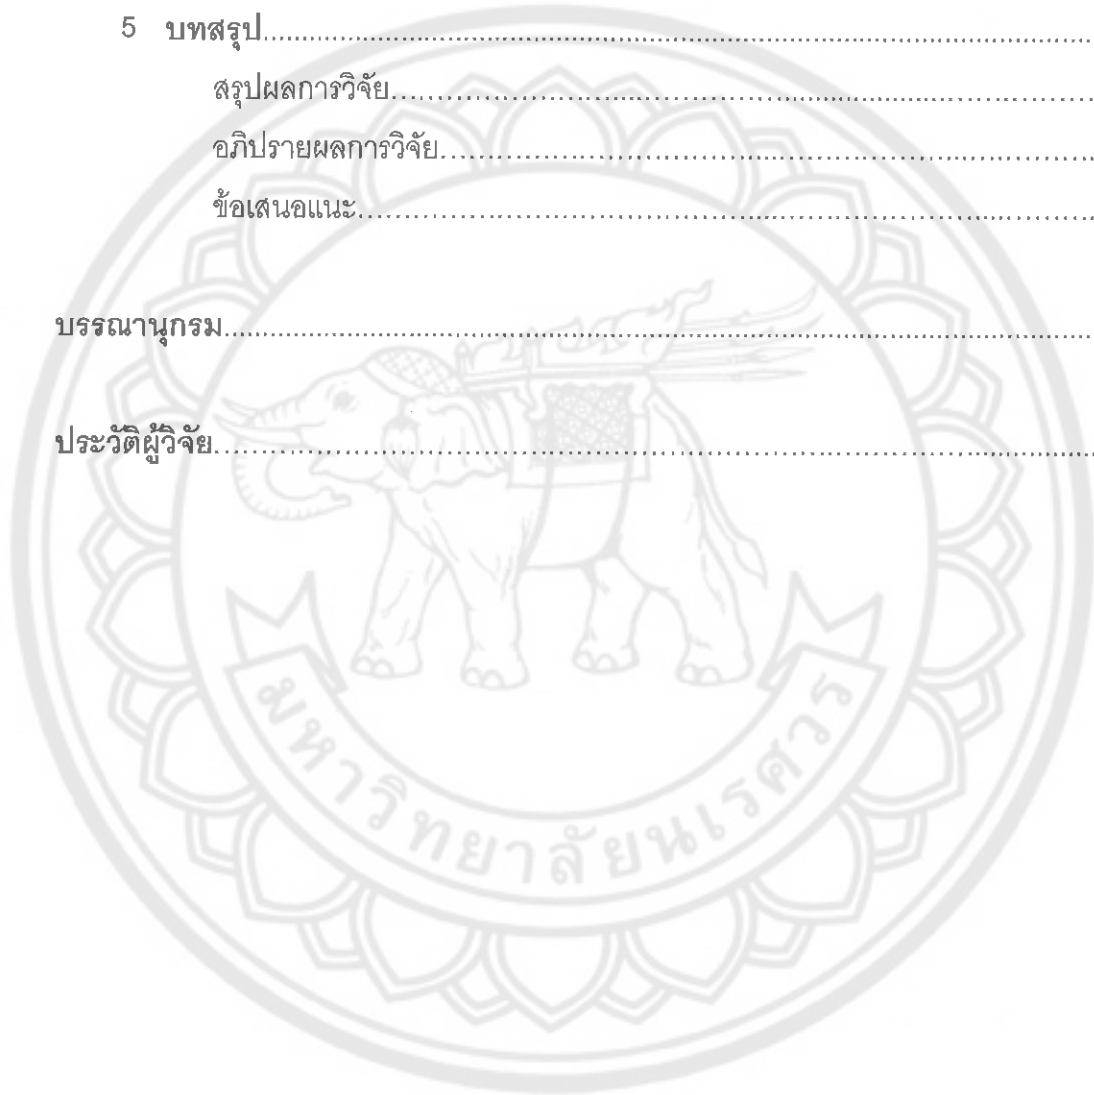 5 บทสรุป
สรุปผลการวิจัย
อภิปรายผลการวิจัย
ข้อเสนอแนะ
บรรณานุกรม
ประวัติผู้วิจัย
มหาวิทยาลัยนเรศวร